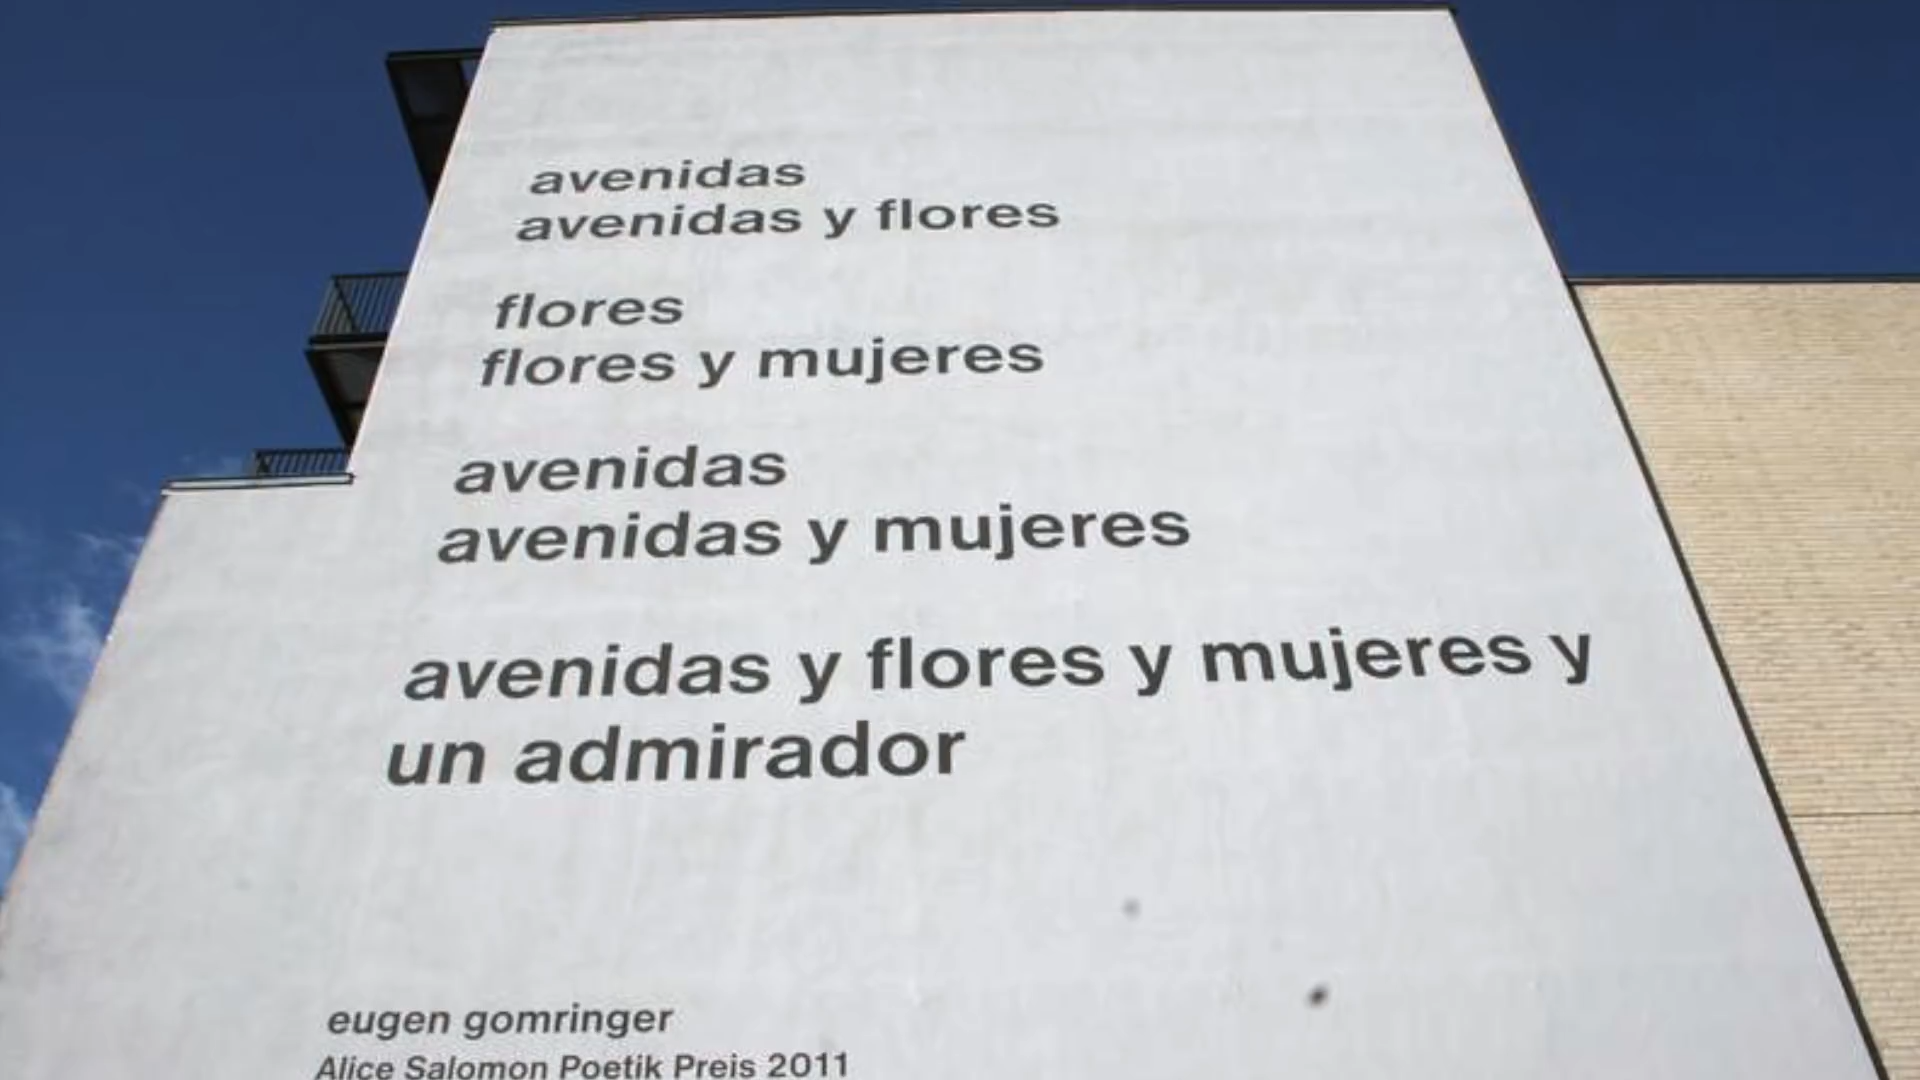 avenidas
avenidas y flores
flores
flores y mujeres
avenidas
avenidas y mujeres
avenidas y flores y mujeres y
un admirador
eugen gomringer
Alice Salomon Poetik Preis 2011